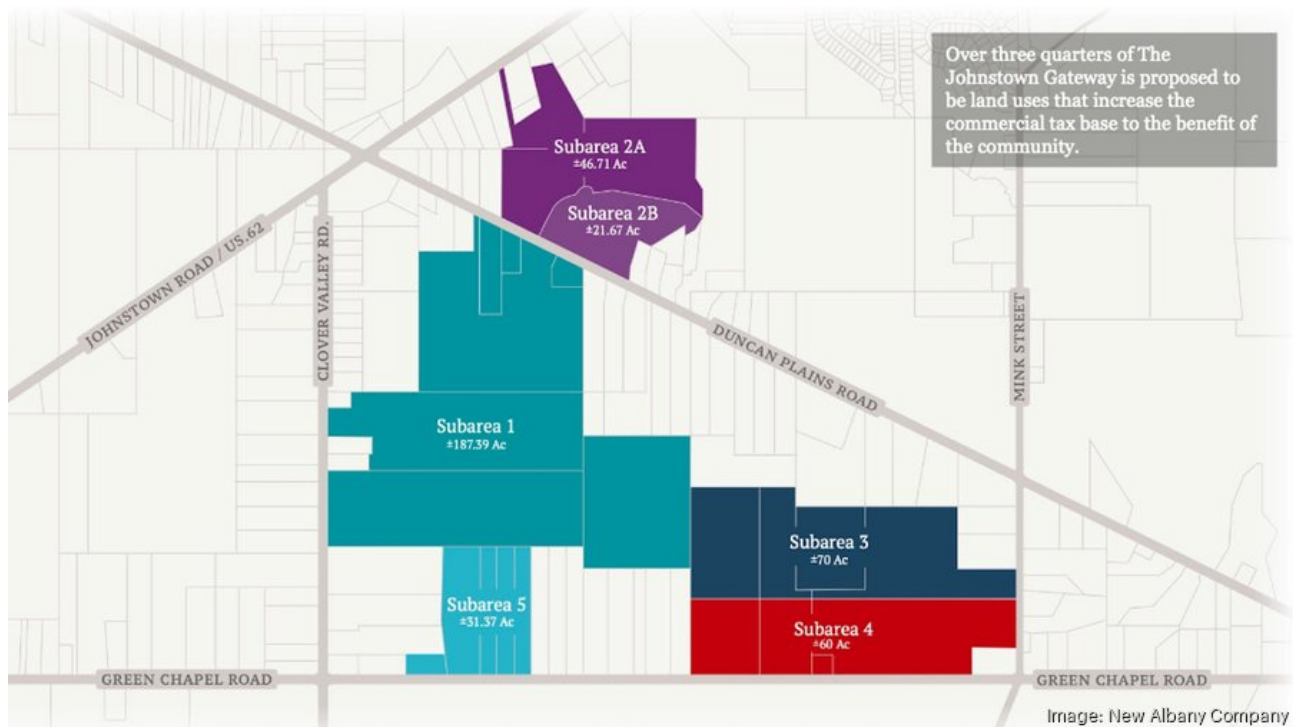 Over three quarters of The
Johnstown Gateway is proposed to
be land uses that increase the
commercial tax base to the benefit of
the community.
Subarea 2A
±46.71 Ac
Subarea 2B
±21.67 Ac
JOHNSTOWN ROAD / US.62
CLOVER VALLEY RD.
DUNCAN PLAINS ROAD
MINK STREET
Subarea 1
±187.39 Ac
Subarea 3
±70 Ac
Subarea 5
±31.37 Ac
Subarea 4
±60 Ac
GREEN CHAPEL ROAD
GREEN CHAPEL ROAD
Image: New Albany Company